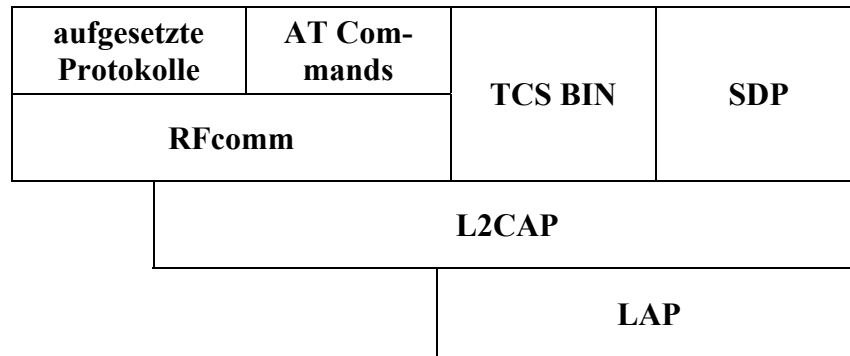 aufgesetzte
Protokolle
AT Com-
mands
TCS BIN
SDP
RFcomm
L2CAP
LAP